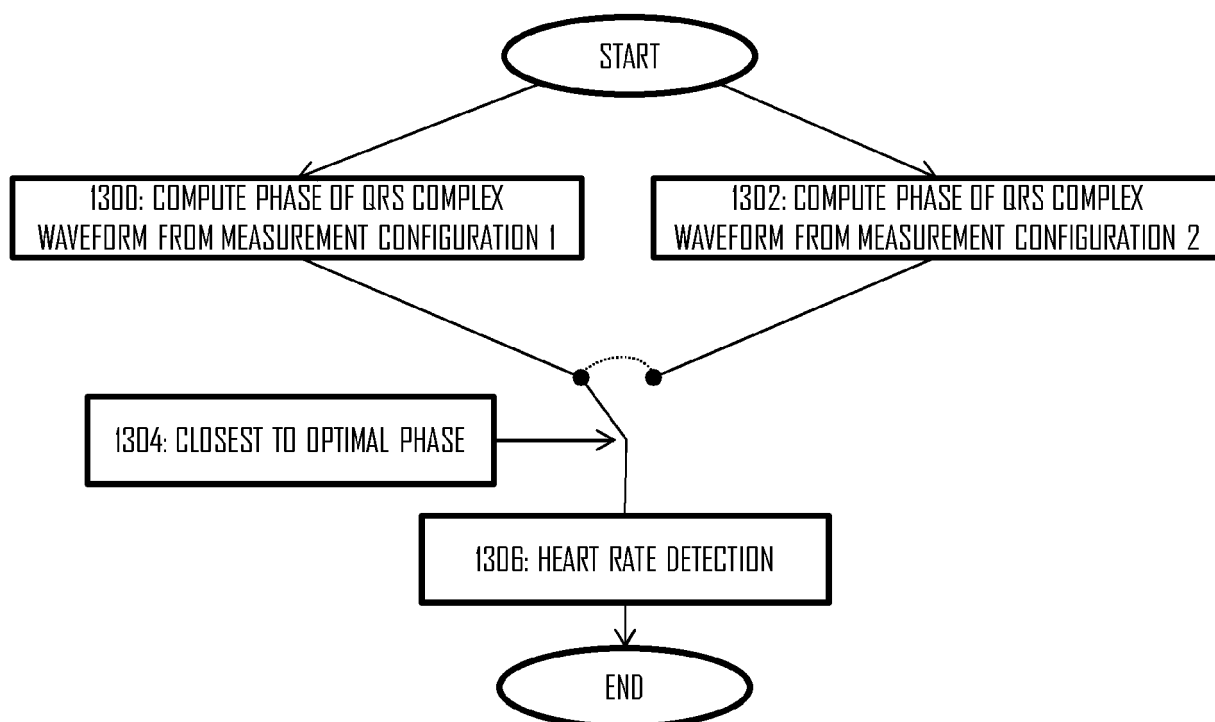 START
1300: COMPUTE PHASE OF QRS COMPLEX
WAVEFORM FROM MEASUREMENT CONFIGURATION 1
1302: COMPUTE PHASE OF QRS COMPLEX
WAVEFORM FROM MEASUREMENT CONFIGURATION 2
1304: CLOSEST TO OPTIMAL PHASE
1306: HEART RATE DETECTION
END